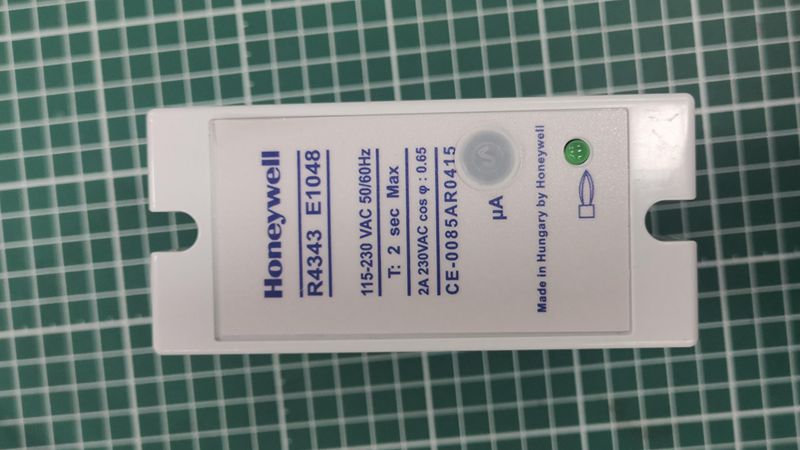 Honeywell
R4343 E1048
115-230 VAC 50/60Hz
T: 2 sec Max
2A 230VAC cos φ : 0.65
CE-0085AR0415
µA
Made in Hungary by Honeywell